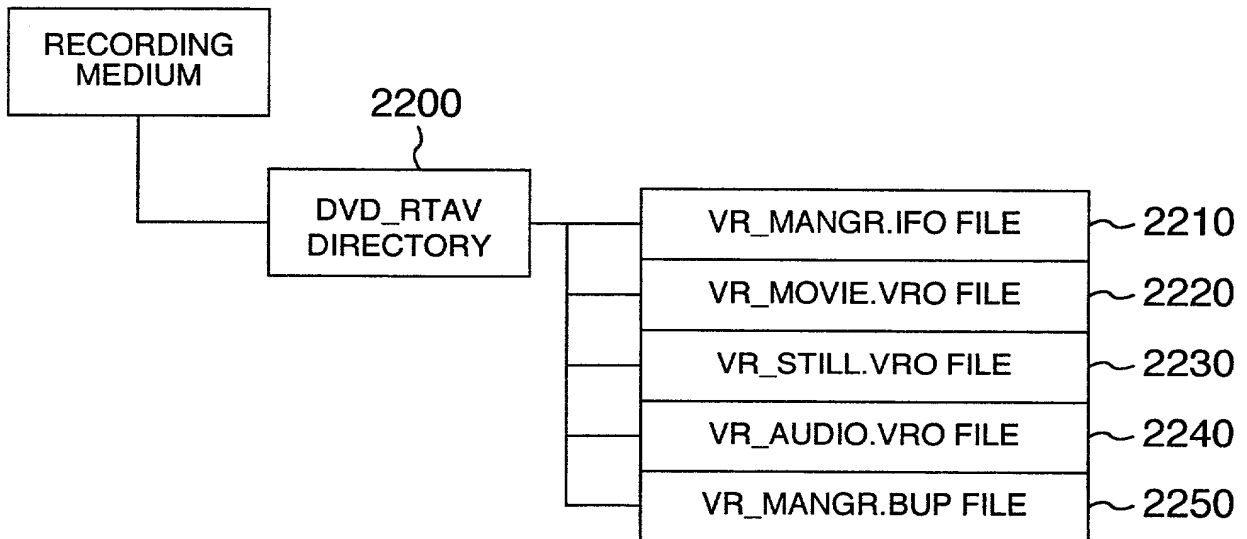 RECORDING
MEDIUM
2200
DVD_RTAV
DIRECTORY
VR_MANGR.IFO FILE
2210
VR_MOVIE.VRO FILE
2220
VR_STILL.VRO FILE
2230
VR_AUDIO.VRO FILE
2240
VR_MANGR.BUP FILE
2250